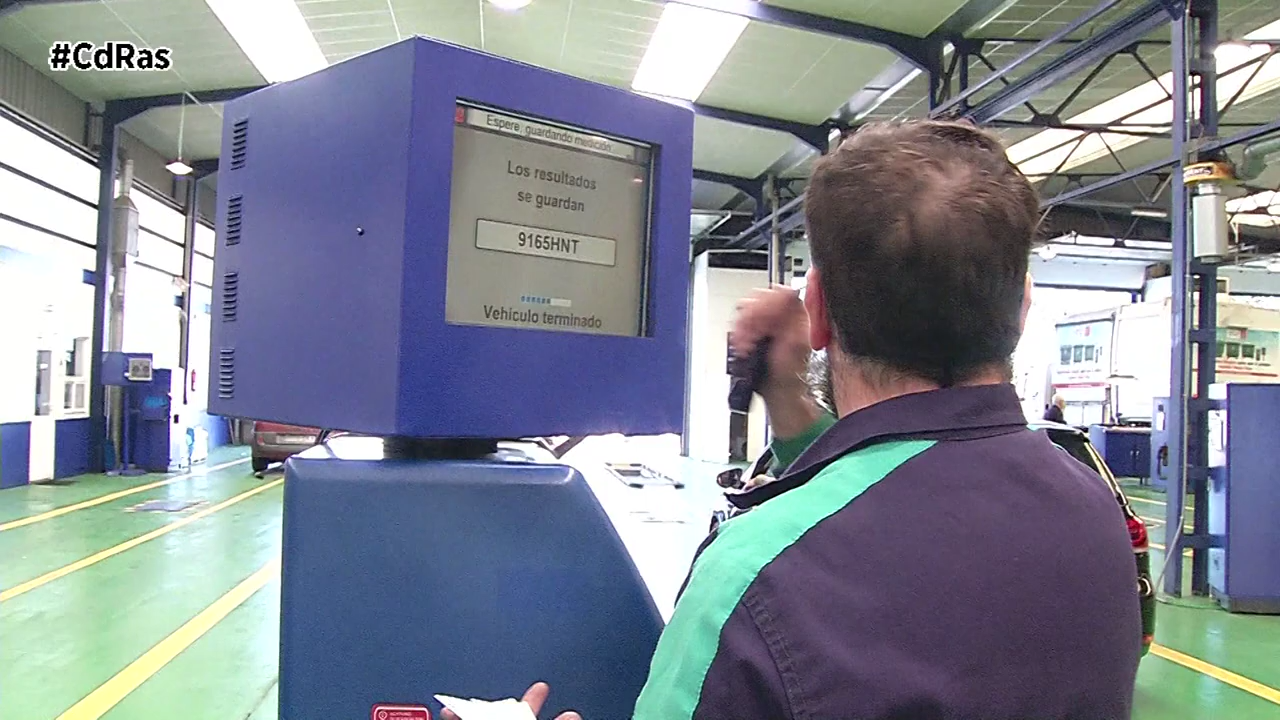 #CdRas
Espere, guardando medición
Los resultados
se guardan
9165HNT
Vehículo terminado